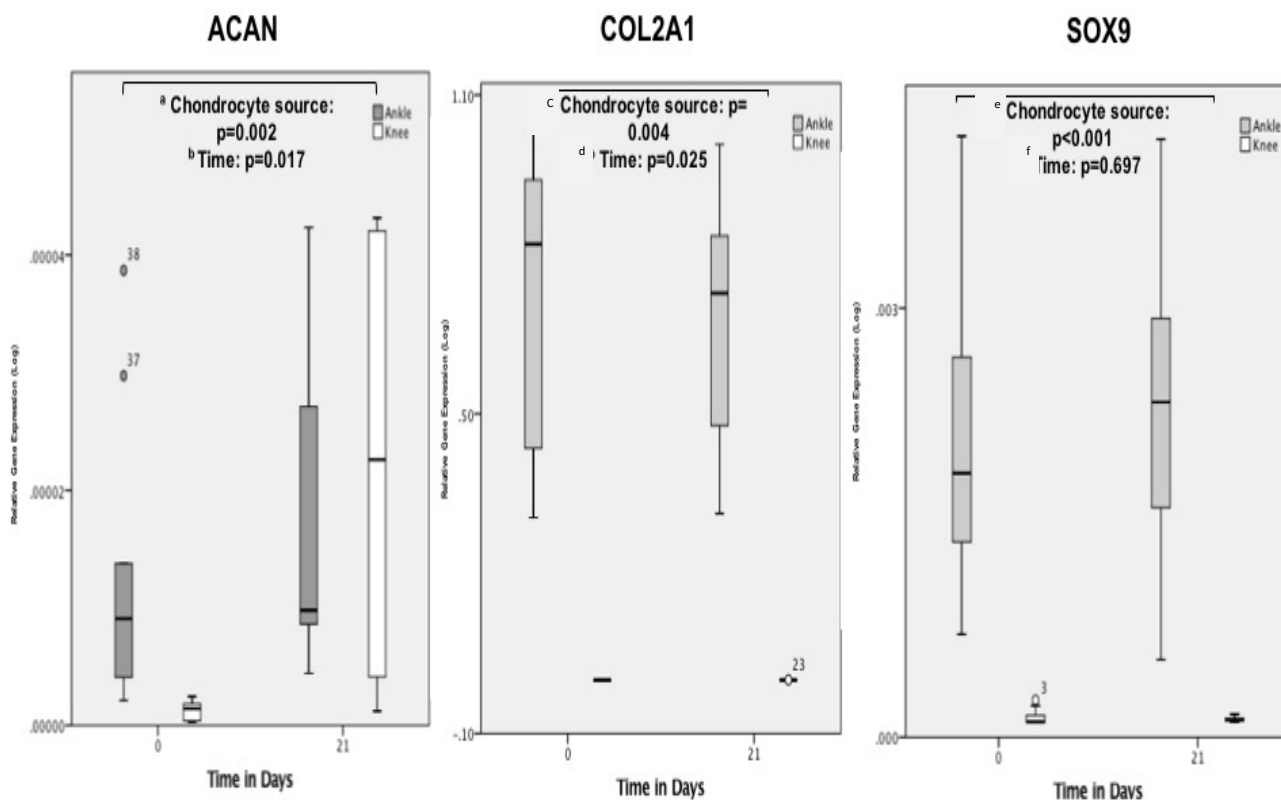 ACAN
a Chondrocyte source:
p=0.002
b Time: p=0.017
Ankle
Knee
38
37
.00004
.00002
.00000
Relative Gene Expression (Log)
0
21
Time in Days
COL2A1
c Chondrocyte source: p=
0.004
d Time: p=0.025
Ankle
Knee
1.10
.50
-.10
Relative Gene Expression (Log)
23
0
21
Time in Days
SOX9
e Chondrocyte source:
p<0.001
f Time: p=0.697
Ankle
Knee
.003
.000
Relative Gene Expression (Log)
3
0
21
Time in Days